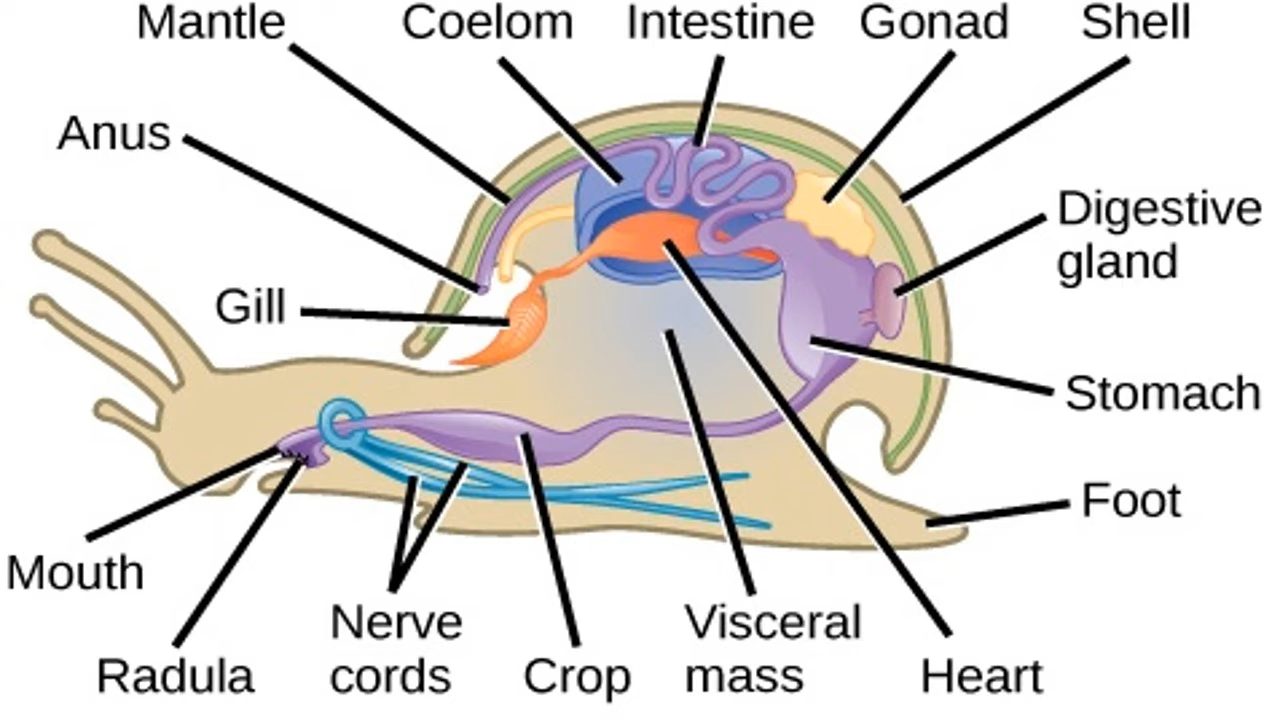 Mantle
Coelom
Intestine
Gonad
Shell
Anus
Digestive
gland
Gill
Stomach
Foot
Mouth
Radula
Nerve
cords
Crop
Visceral
mass
Heart